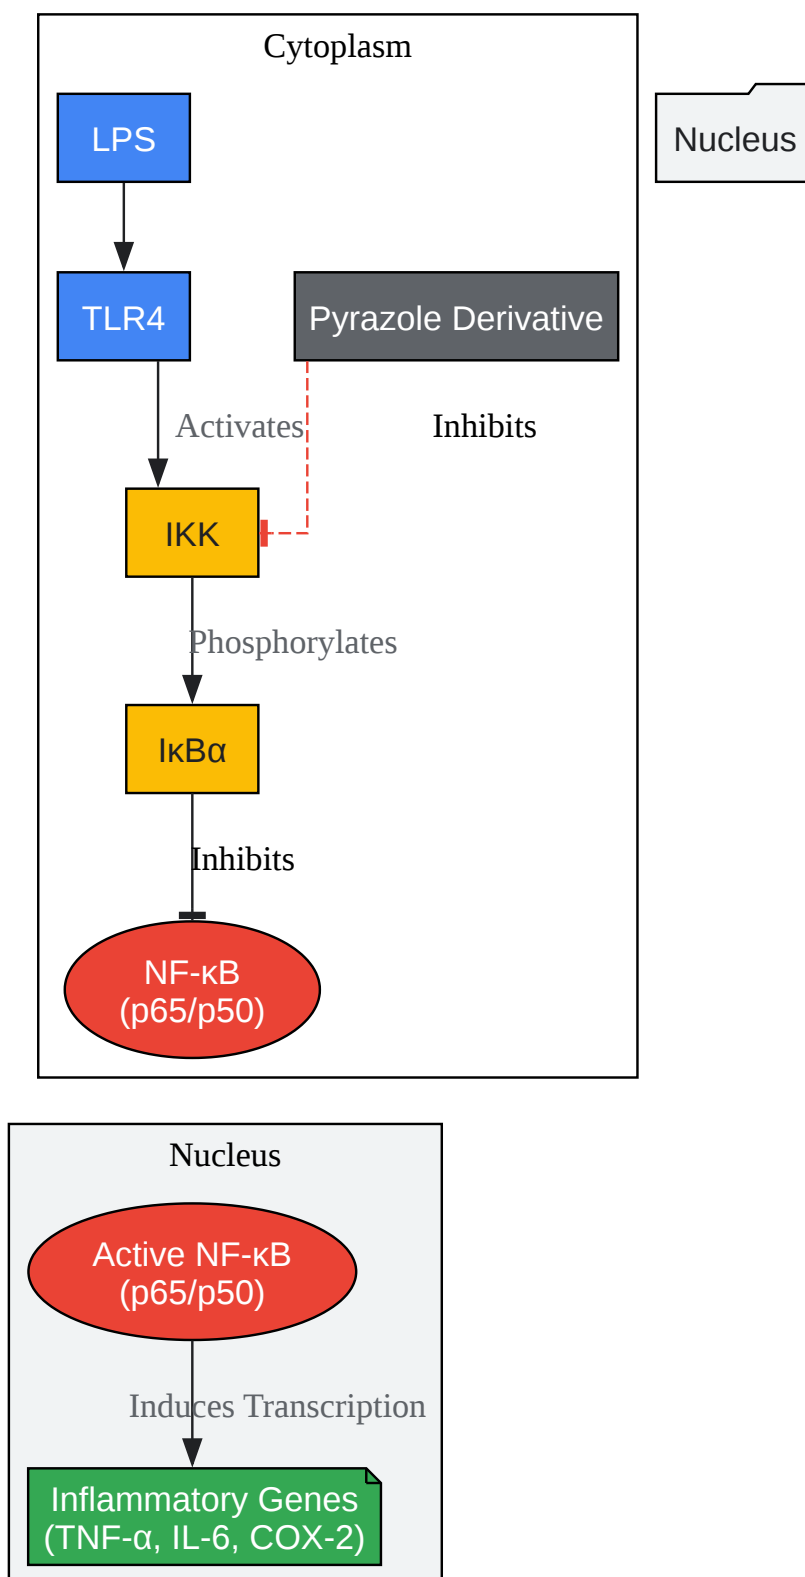 Cytoplasm
LPS
Nucleus
TLR4
Pyrazole Derivative
Activates
Inhibits
IKK
Phosphorylates
IκBα
Inhibits
NF-κB
(p65/p50)
Nucleus
Active NF-κB
(p65/p50)
Induces Transcription
Inflammatory Genes
(TNF-α, IL-6, COX-2)